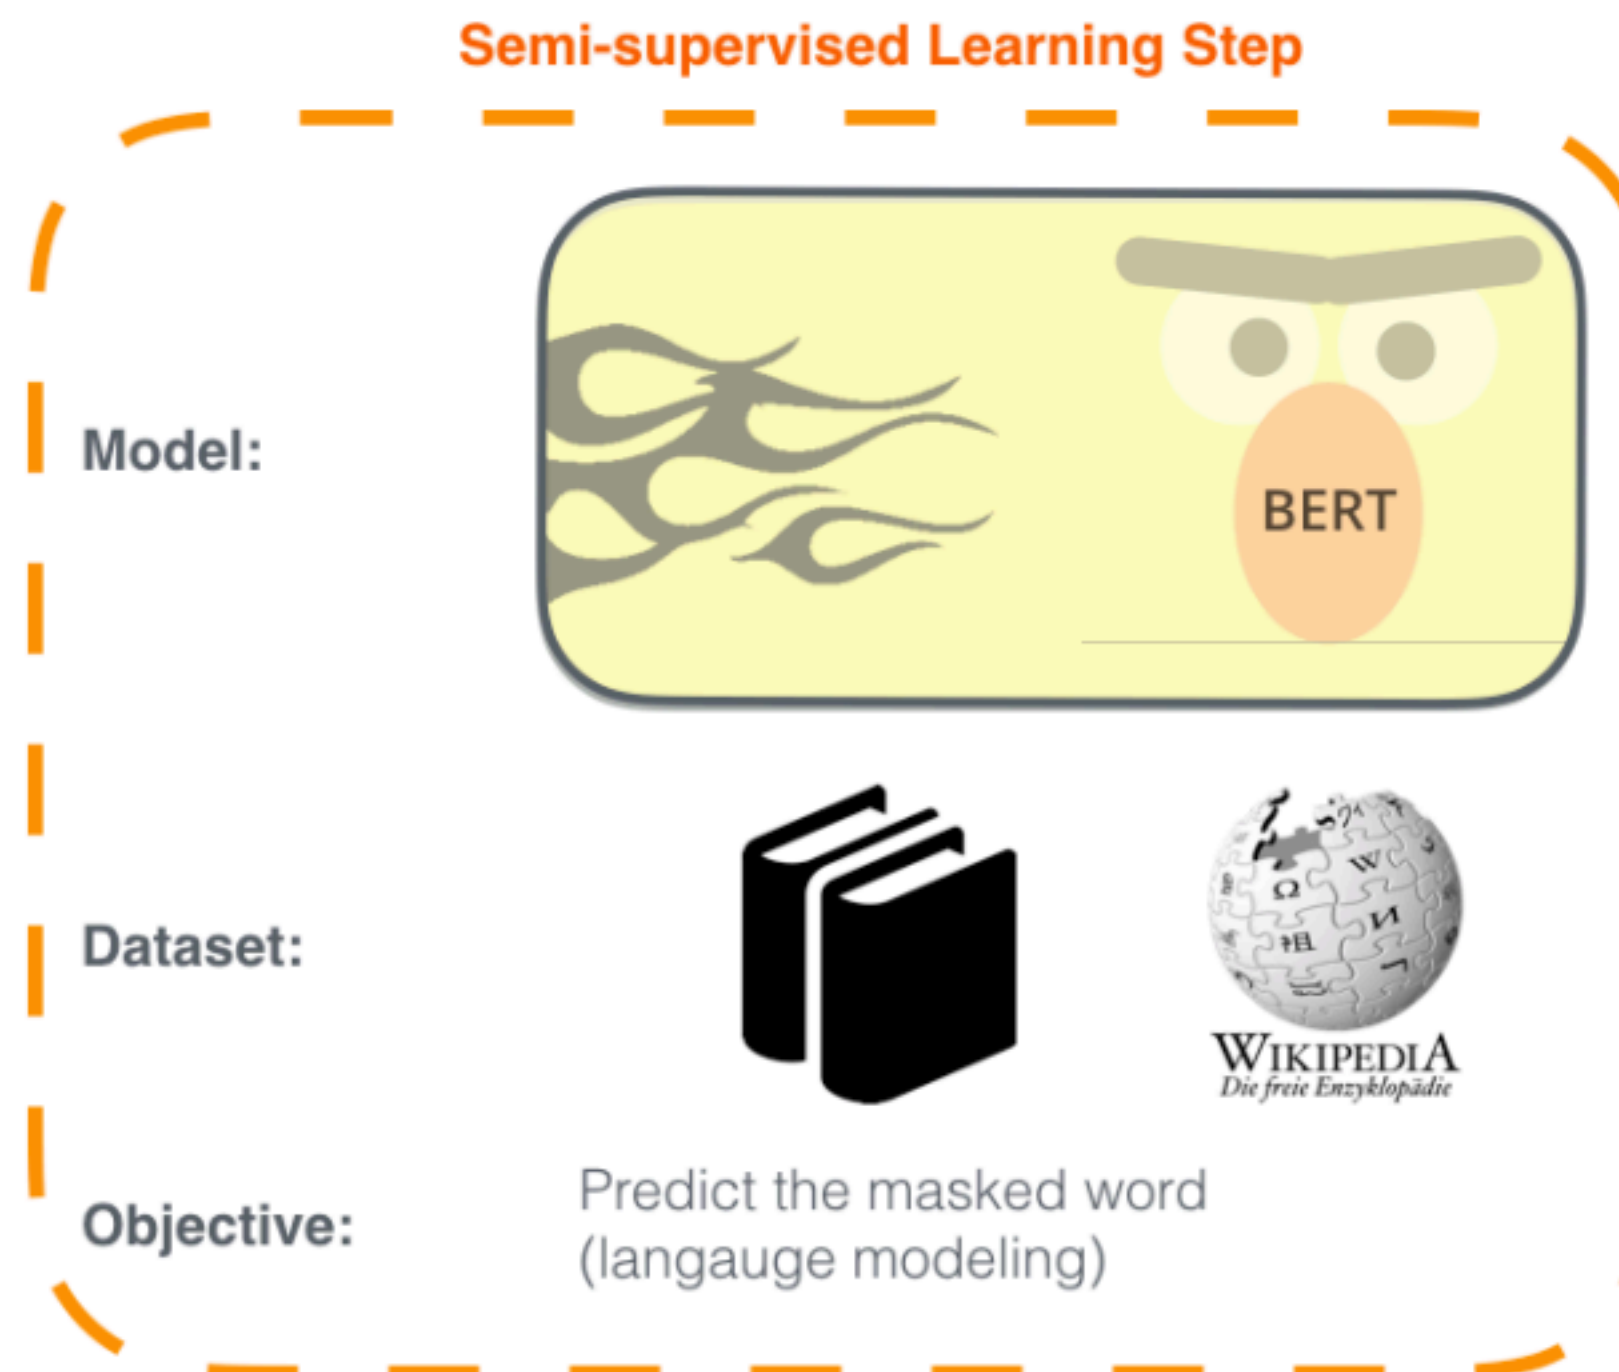 Semi-supervised Learning Step
Model:
BERT
Dataset:
Ω
W
И
WIKIPEDIA
Die freie Enzyklopädie
Objective:
Predict the masked word
(langauge modeling)